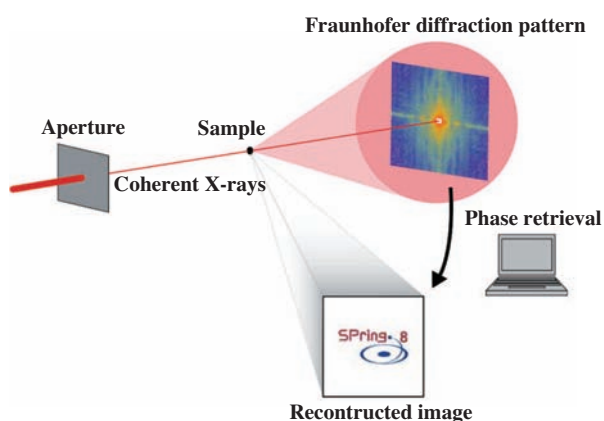 Fraunhofer diffraction pattern
Aperture
Sample
Coherent X-rays
Phase retrieval
SPring. 8
Recontructed image